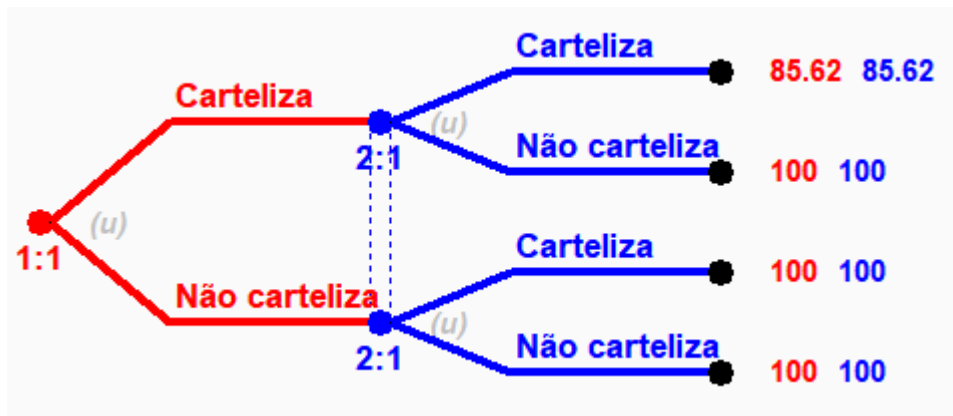 Carteliza
85.62 85.62
Carteliza
(u)
2:1
Não carteliza
100 100
(u)
1:1
Carteliza
100 100
Não carteliza
(u)
2:1
Não carteliza
100 100